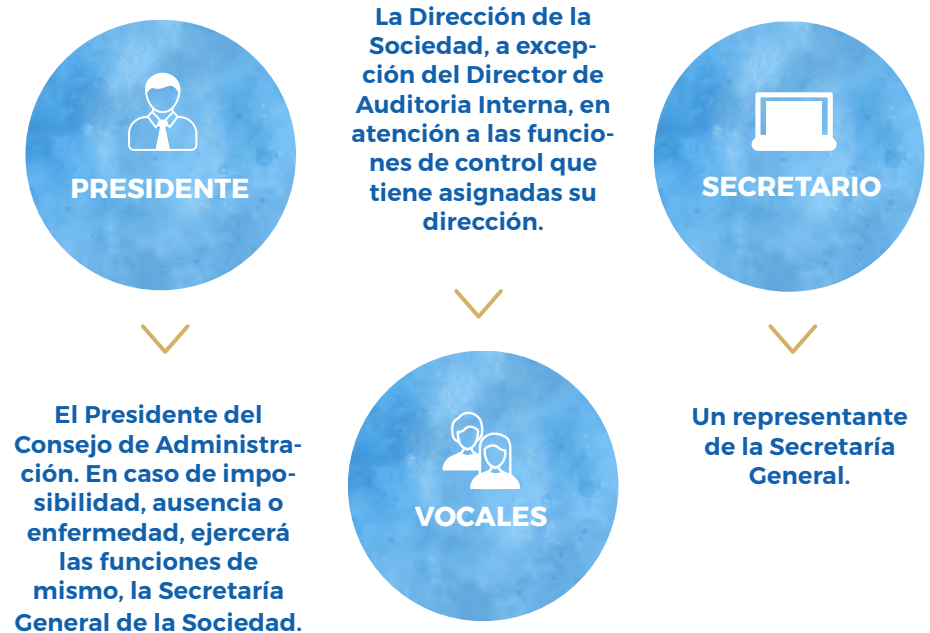 PRESIDENTE
El Presidente del
Consejo de Administra-
ción. En caso de impo-
sibilidad, ausencia o
enfermedad, ejercerá
las funciones de
mismo, la Secretaría
General de la Sociedad.
La Dirección de la
Sociedad, a excep-
ción del Director de
Auditoria Interna, en
atención a las funcio-
nes de control que
tiene asignadas su
dirección.
VOCALES
SECRETARIO
Un representante
de la Secretaría
General.